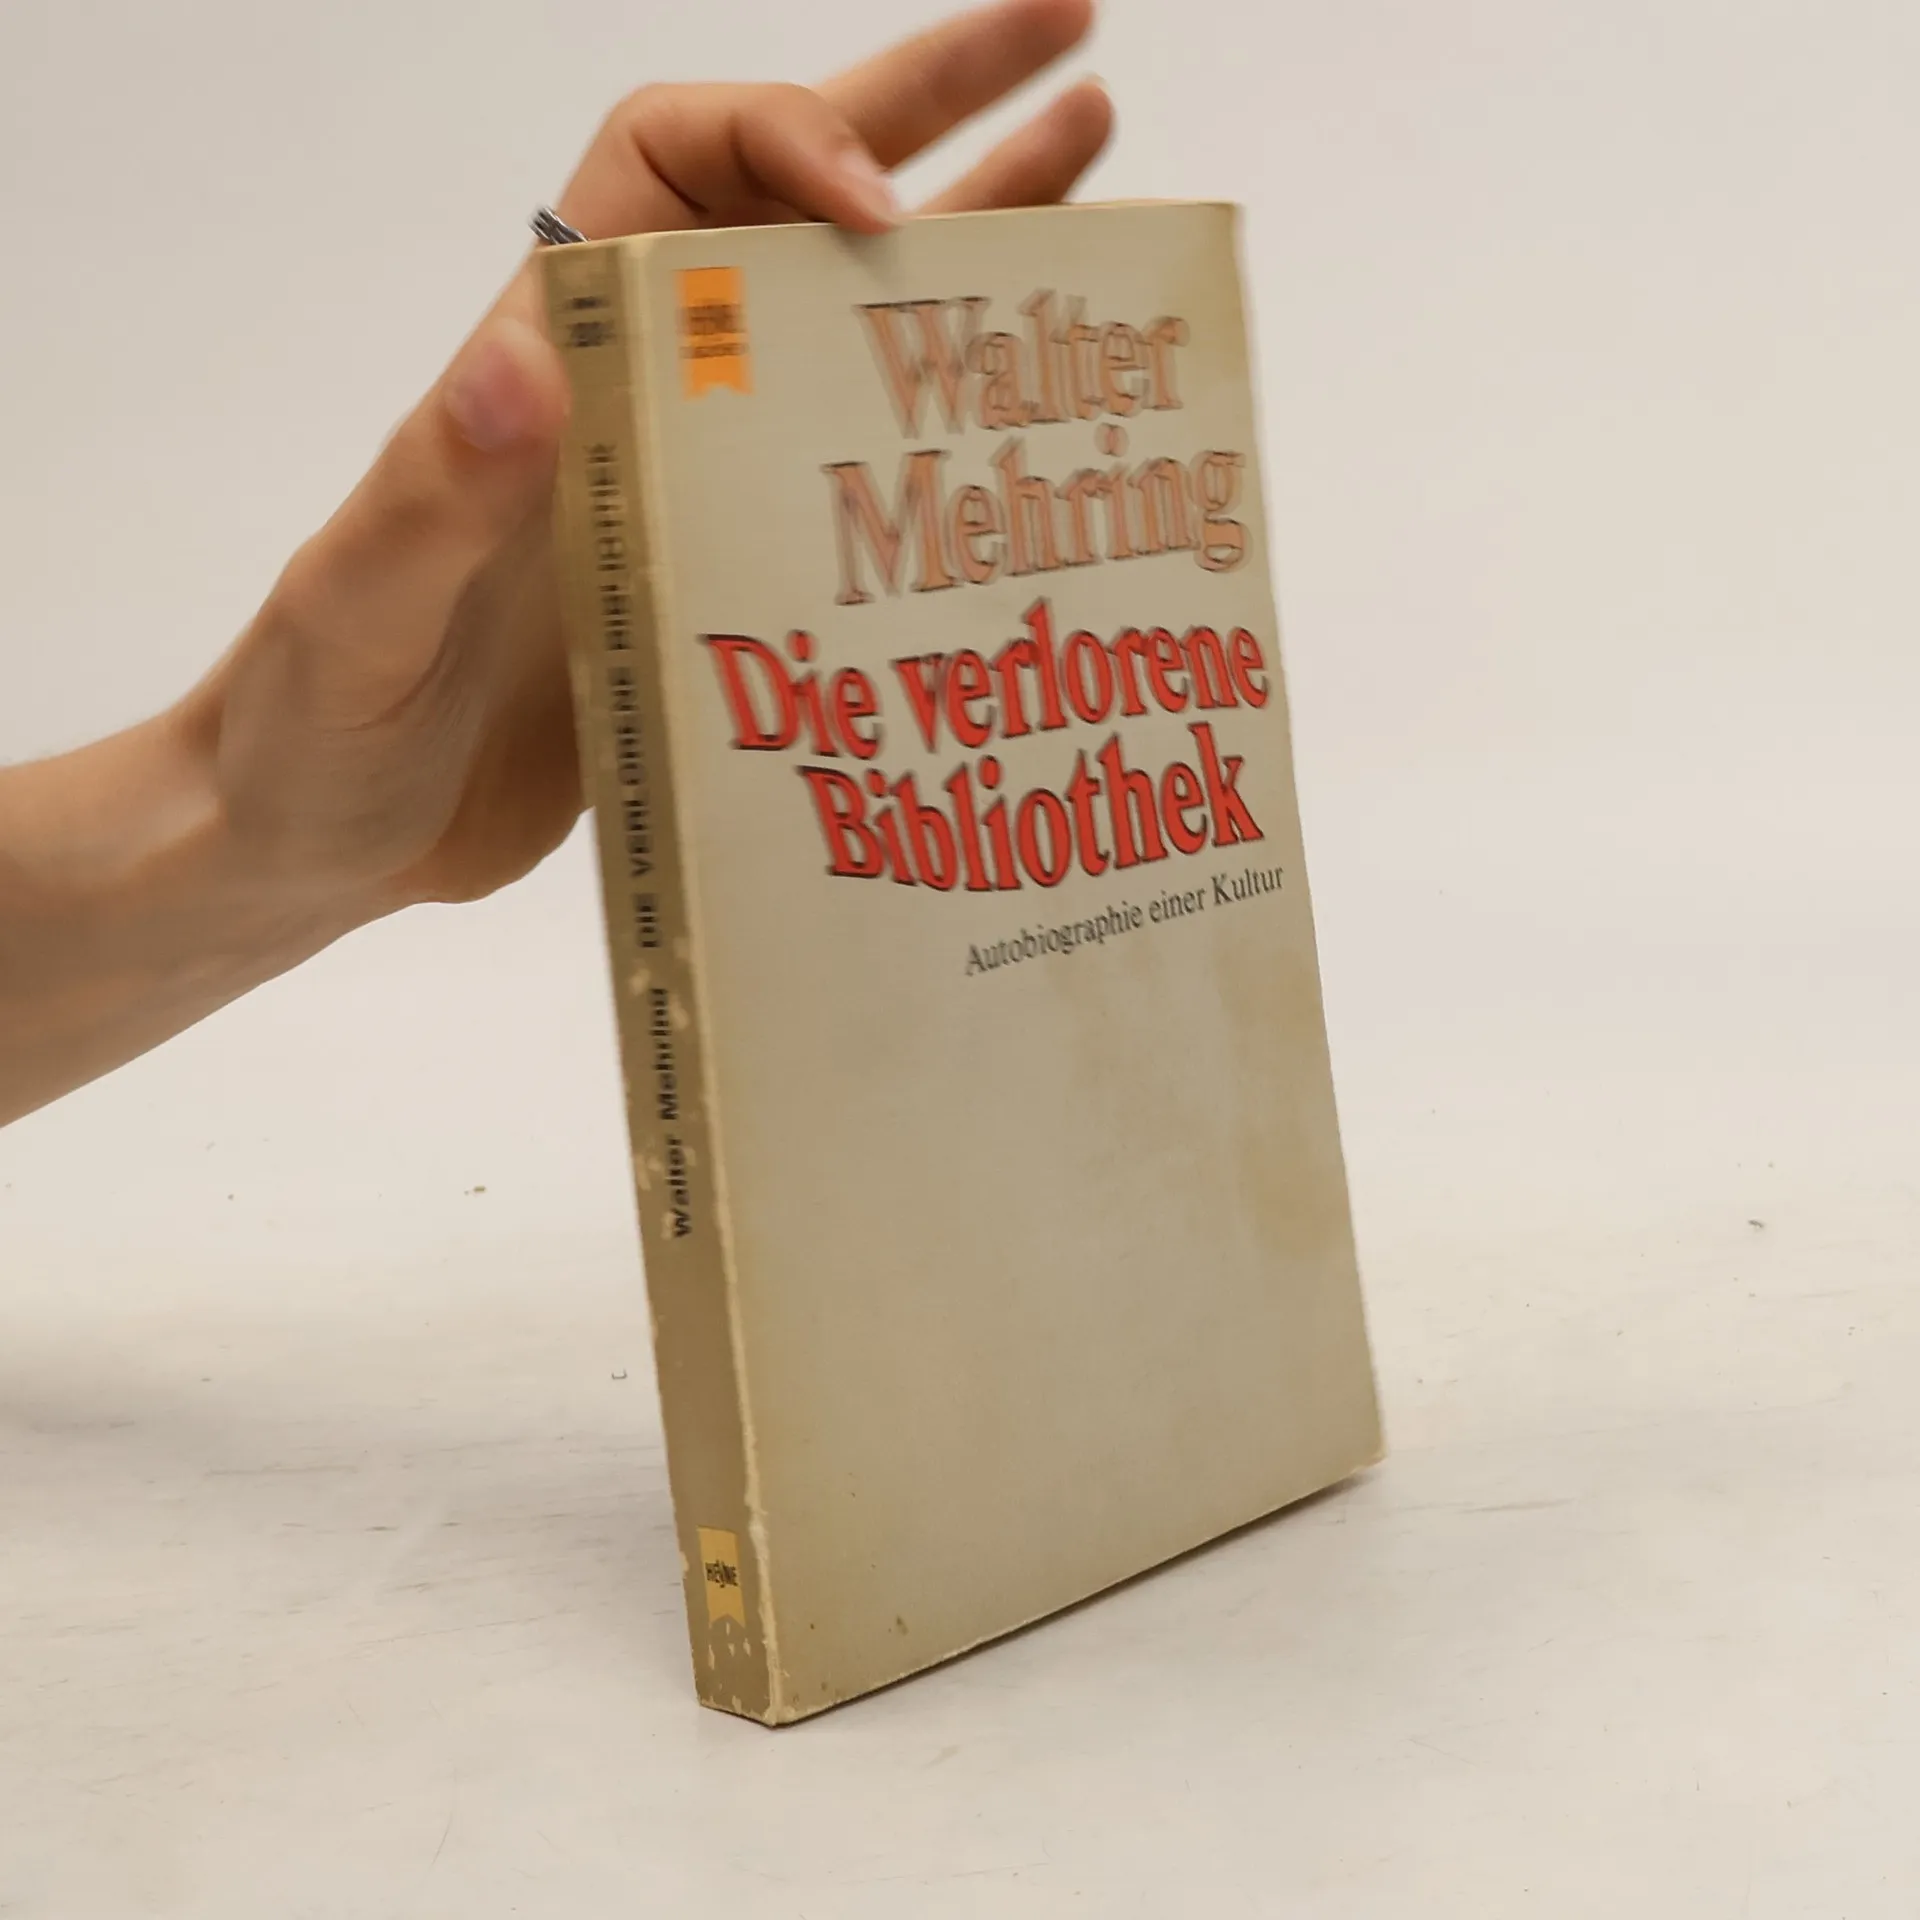 Walter
Mehring
Die verlorene
Bibliothek
Autobiographie einer Kultur
Walter Mehring DIE VERLORENE BIBLIOTHEK
HEYNE